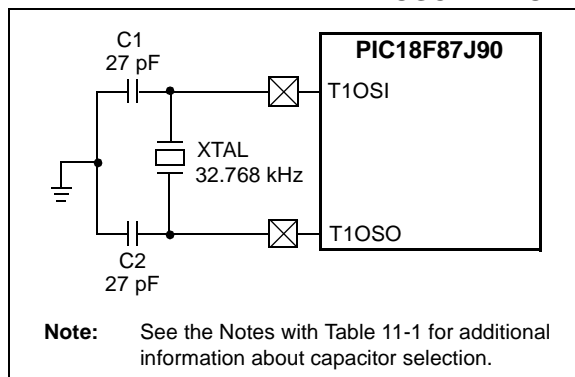 C1
27 pF
PIC18F87J90
T1OSI
XTAL
32.768 kHz
T1OSO
C2
27 pF
Note: See the Notes with Table 11-1 for additional
information about capacitor selection.